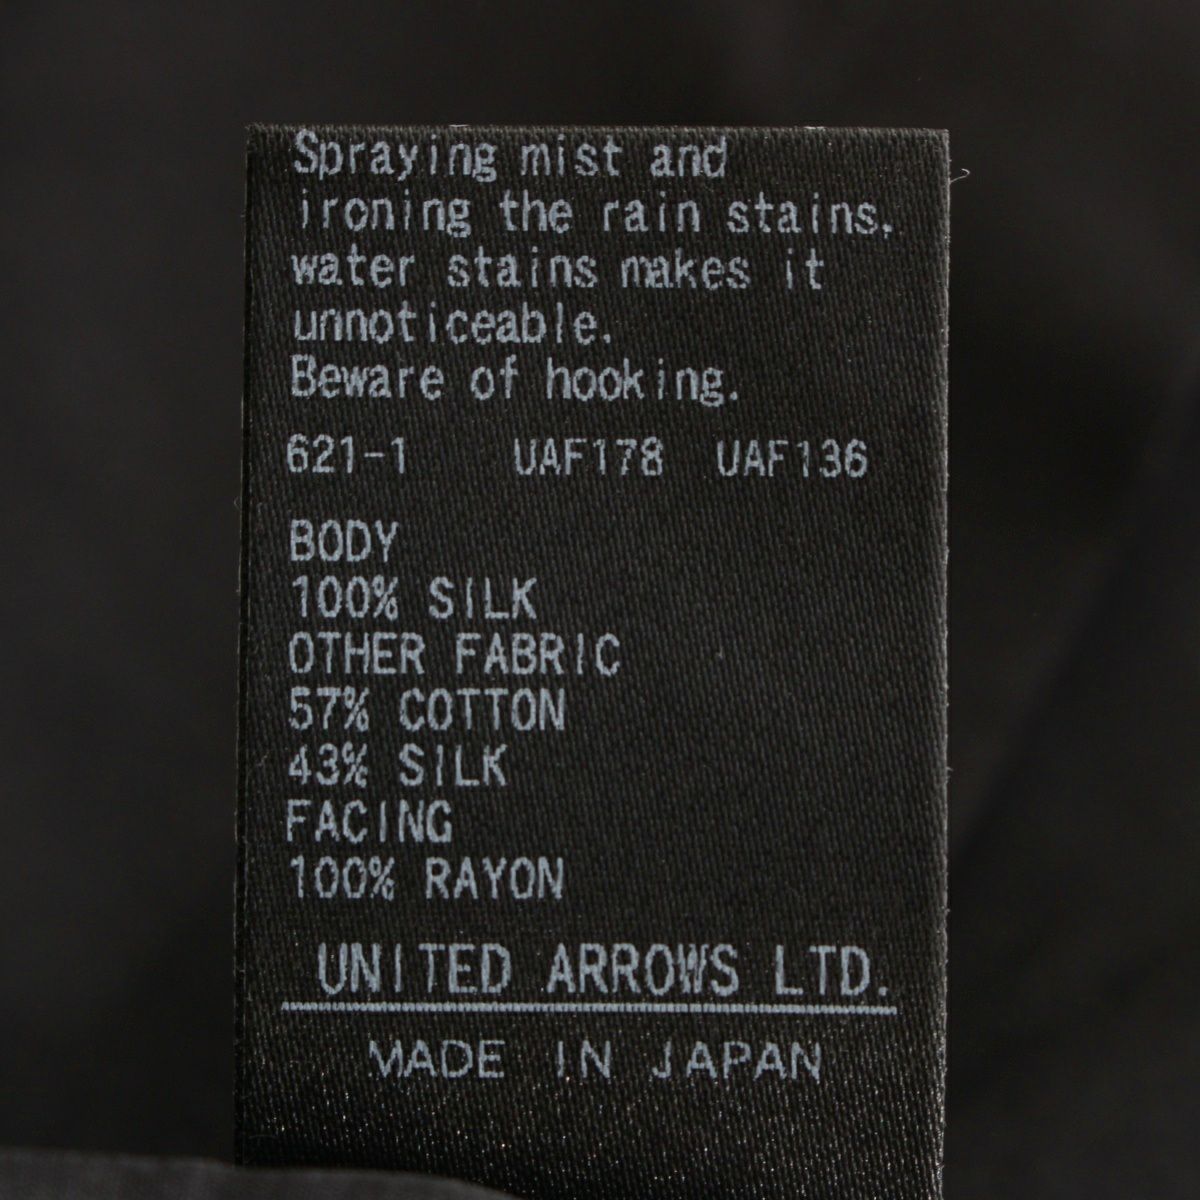 Spraying mist and
ironing the rain stains.
water stains makes it
unnoticeable.
Beware of hooking.
621-1 UAF178 UAF136
BODY
100% SILK
OTHER FABRIC
57% COTTON
43% SILK
FACING
100% RAYON
UNITED ARROWS LTD.
MADE IN JAPAN